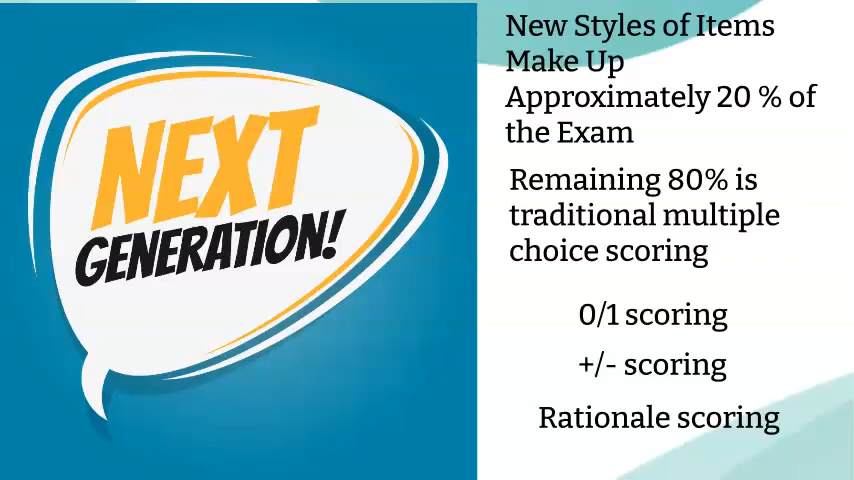 NEXT
GENERATION!
New Styles of Items
Make Up
Approximately 20 % of
the Exam
Remaining 80% is
traditional multiple
choice scoring
0/1 scoring
+/- scoring
Rationale scoring